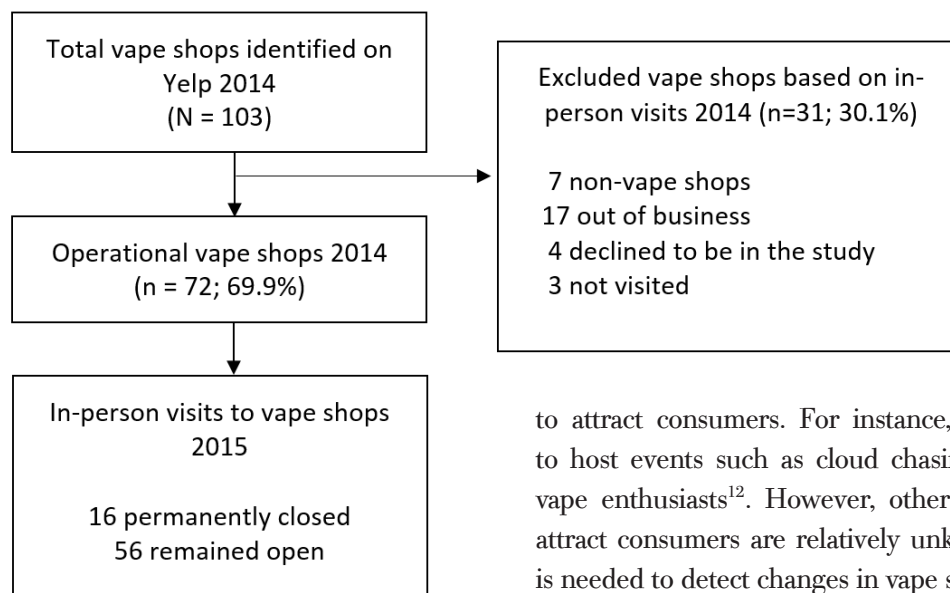 Total vape shops identified on
Yelp 2014
(N = 103)
Excluded vape shops based on in-
person visits 2014 (n=31; 30.1%)
7 non-vape shops
17 out of business
4 declined to be in the study
3 not visited
Operational vape shops 2014
(n = 72; 69.9%)
In-person visits to vape shops
2015
16 permanently closed
56 remained open
to attract consumers. For instance,
to host events such as cloud
vape enthusiasts12. However, other
attract consumers are relatively
is needed to detect changes in vape